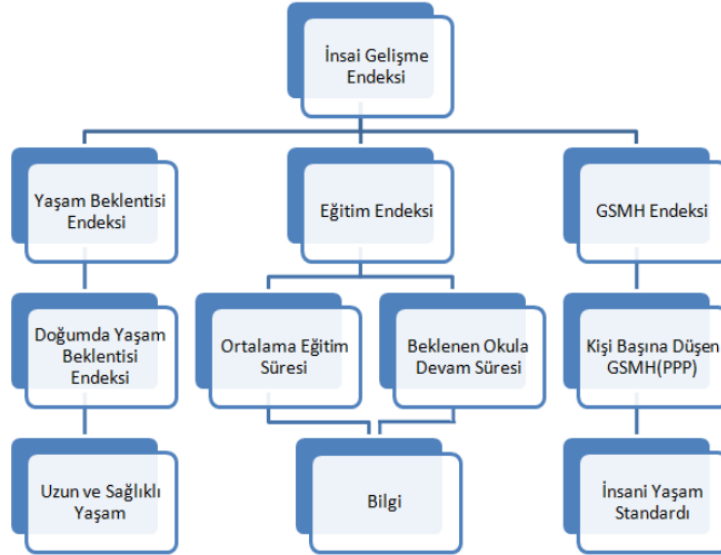 İnsai Gelişme
Endeksi
Yaşam Beklentisi
Endeksi
Eğitim Endeksi
GSMH Endeksi
Doğumda Yaşam
Beklentisi
Endeksi
Ortalama Eğitim
Süresi
Beklenen Okula
Devam Süresi
Kişi Başına Düşen
GSMH(PPP)
Uzun ve Sağlıklı
Yaşam
Bilgi
İnsani Yaşam
Standardı